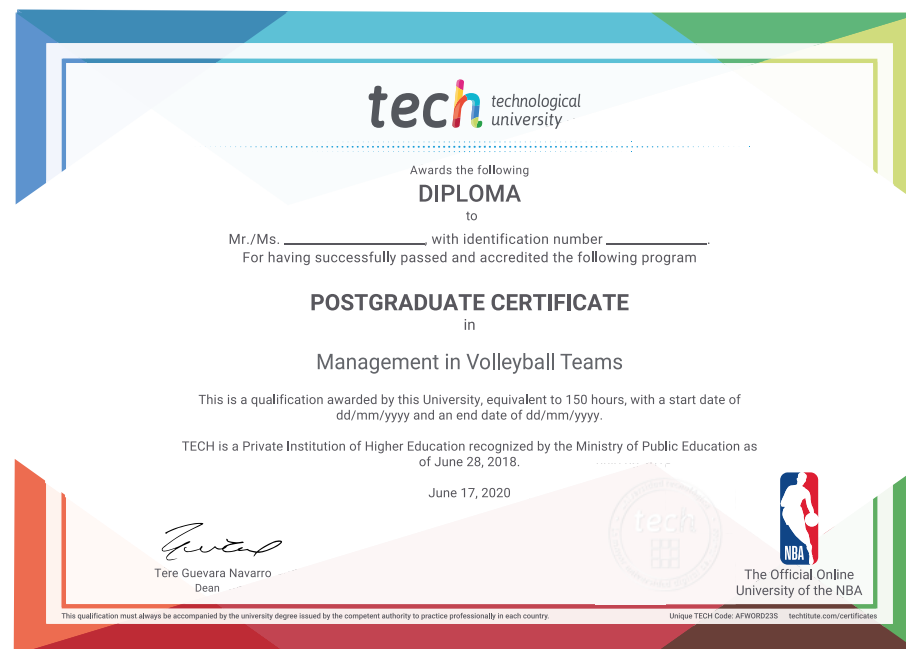 tech technological
university
Awards the following
DIPLOMA
to
Mr./Ms. ____________, with identification number _________.
For having successfully passed and accredited the following program
POSTGRADUATE CERTIFICATE
in
Management in Volleyball Teams
This is a qualification awarded by this University, equivalent to 150 hours, with a start date of
dd/mm/yyyy and an end date of dd/mm/yyyy.
TECH is a Private Institution of Higher Education recognized by the Ministry of Public Education as
of June 28, 2018.
June 17, 2020
tech
NBA
Tere Guevara Navarro
Dean
The Official Online
University of the NBA
This qualification must always be accompanied by the university degree issued by the competent authority to practice professionally in each country.
Unique TECH Code: AFWORD23S techtitute.com/certificates